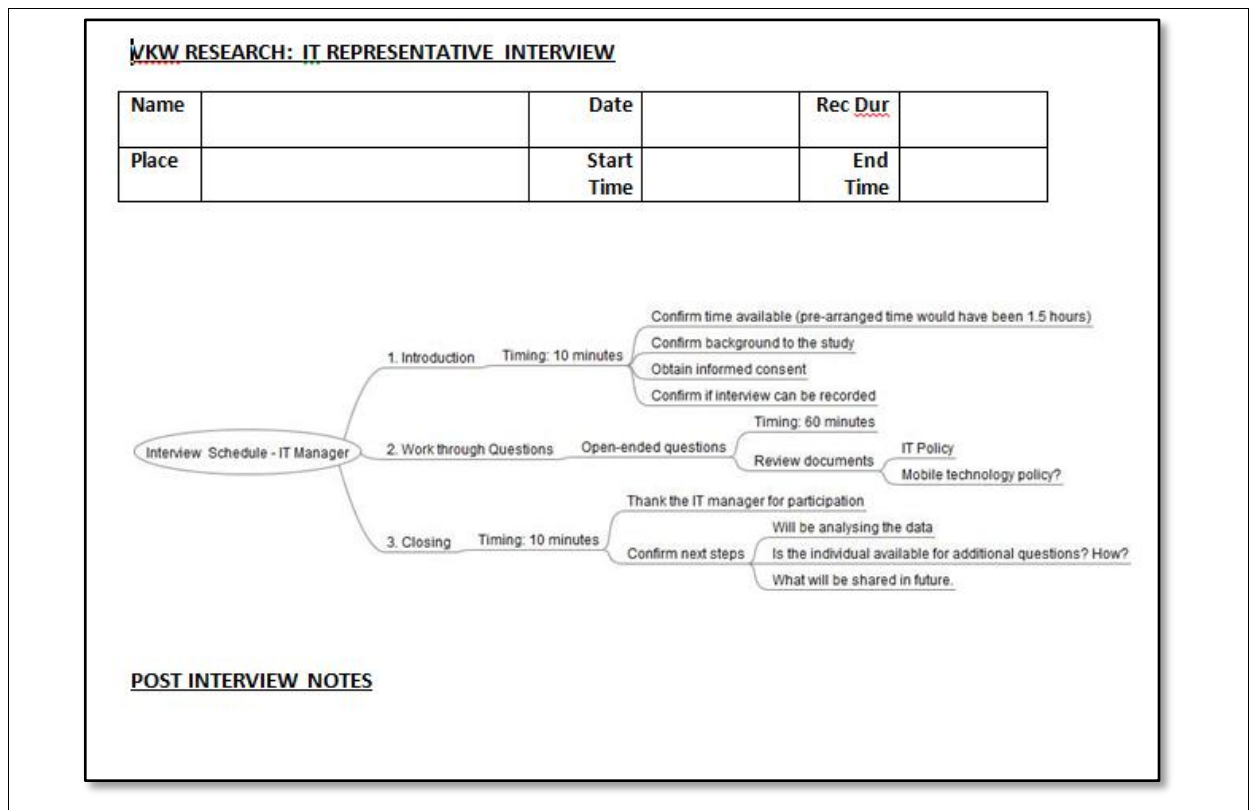 VKW RESEARCH: IT REPRESENTATIVE INTERVIEW
Name Date Rec Dur
Place Start Time End Time
Interview Schedule - IT Manager
1. Introduction
Timing: 10 minutes
Confirm time available (pre-arranged time would have been 1.5 hours)
Confirm background to the study
Obtain informed consent
Confirm if interview can be recorded
2. Work through Questions
Open-ended questions
Timing: 60 minutes
Review documents
IT Policy
Mobile technology policy?
3. Closing
Timing: 10 minutes
Thank the IT manager for participation
Confirm next steps
Will be analysing the data
Is the individual available for additional questions? How?
What will be shared in future.
POST INTERVIEW NOTES